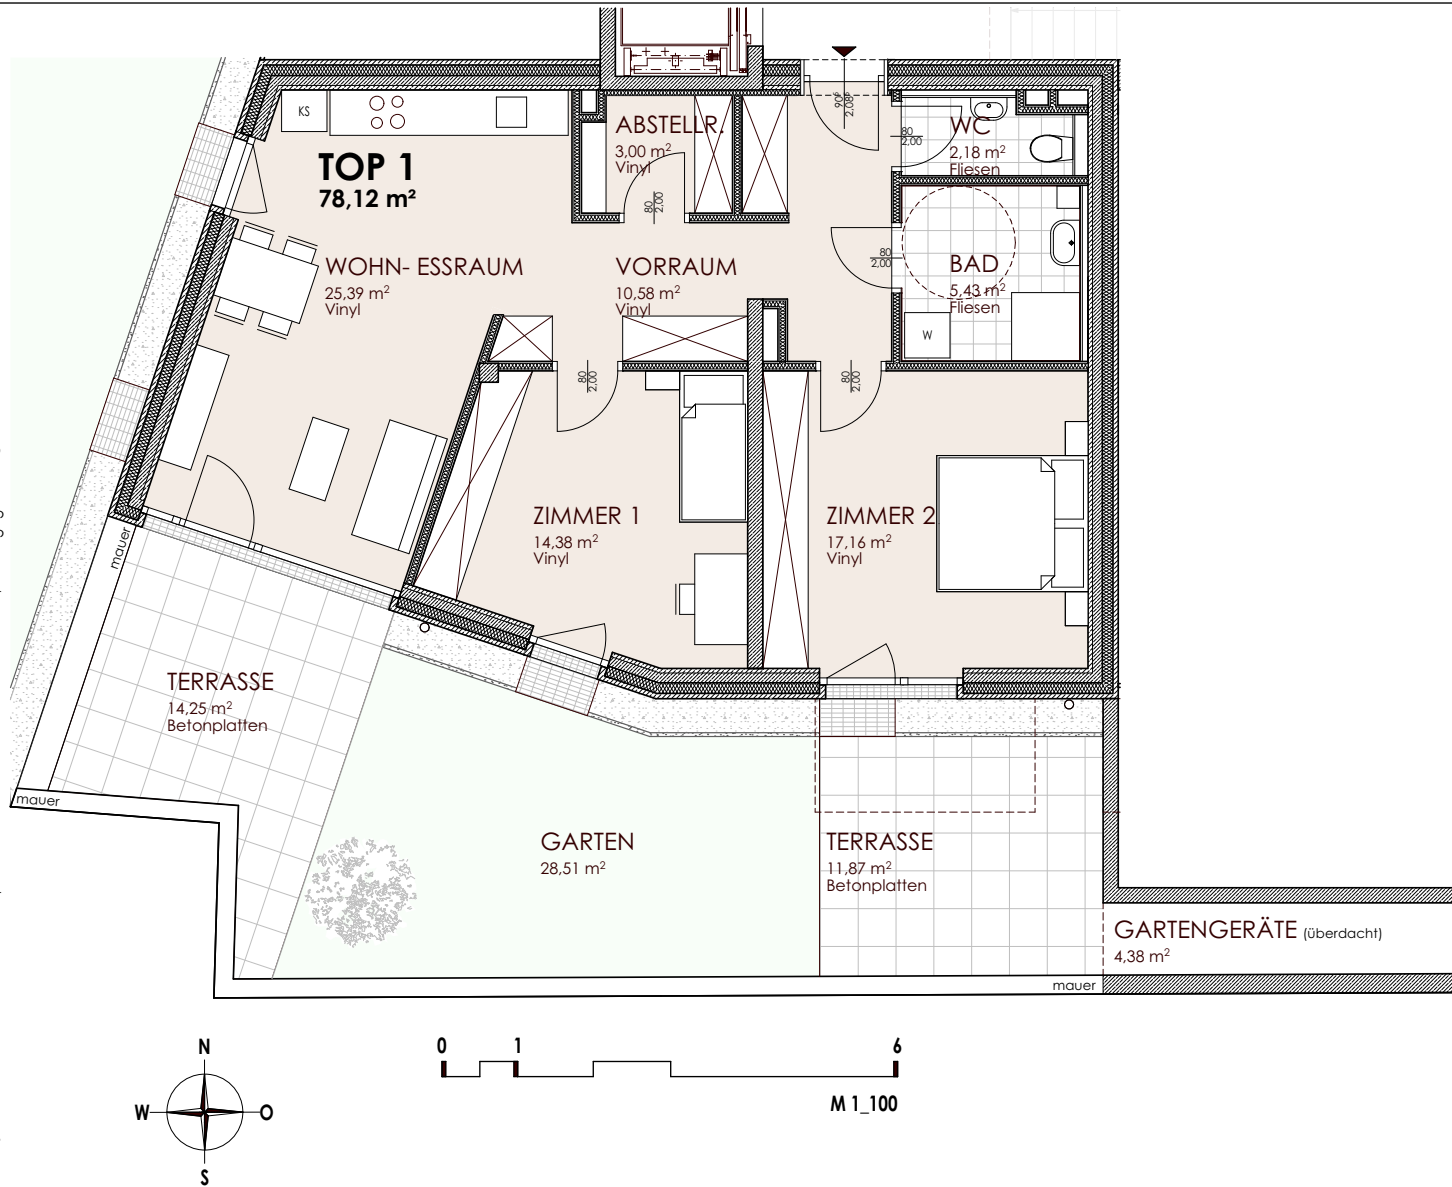 KS
TOP 1
78,12 m²
ABSTELLR.
3,00 m²
Vinyl
90⁵
2,08⁵
80
2,00
WC
2,18 m²
Fliesen
80
2,00
WOHN- ESSRAUM
25,39 m²
Vinyl
VORRAUM
10,58 m²
Vinyl
80
2,00
BAD
5,43 m²
Fliesen
W
80
2,00
80
2,00
ZIMMER 1
14,38 m²
Vinyl
ZIMMER 2
17,16 m²
Vinyl
mauer
TERRASSE
14,25 m²
Betonplatten
mauer
GARTEN
28,51 m²
TERRASSE
11,87 m²
Betonplatten
GARTENGERÄTE (überdacht)
4,38 m²
mauer
N
W
O
S
0 1 6
M 1_100